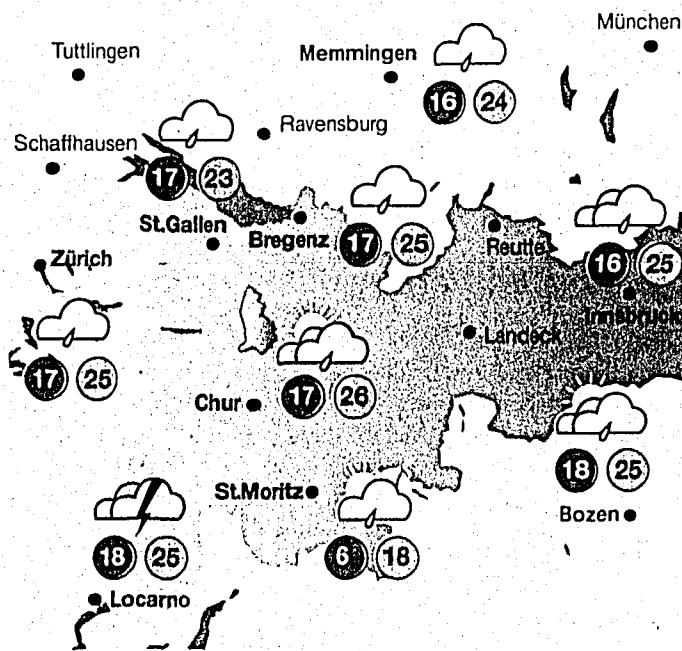 München
Tuttlingen
Memmingen
16 24
Ravensburg
Schaffhausen
17 23
St.Gallen
Bregenz
17 25
Reutte
Zürich
16 25
Innsbruck
Landeck
17 25
17 26
Chur
18 25
St.Moritz
Bozen
18 25
6 18
Locarno